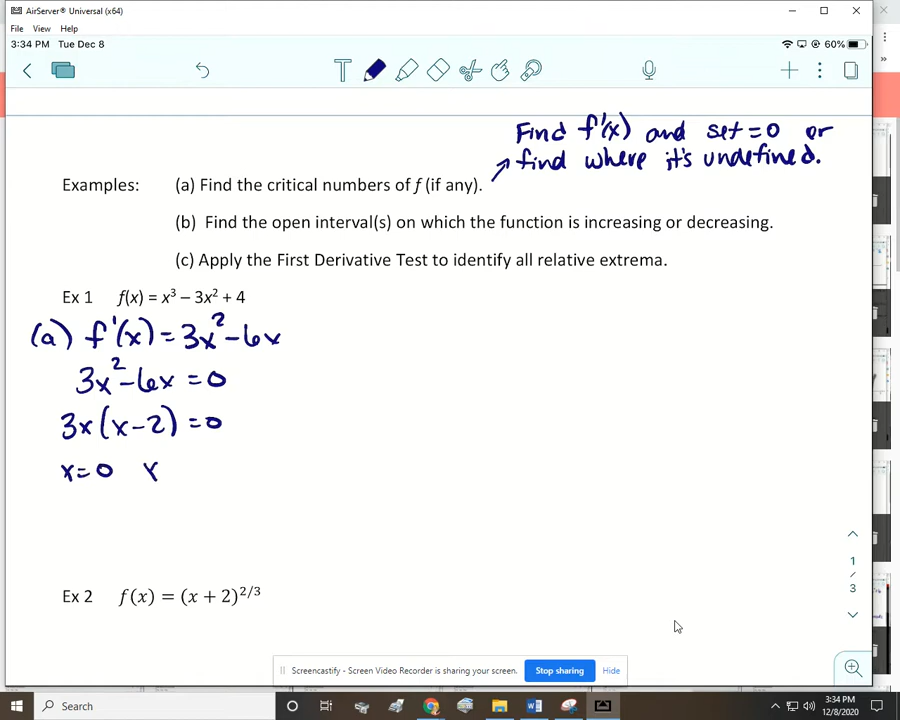 AirServer® Universal (x64)
File View Help
3:34 PM Tue Dec 8
60%
Find f'(x) and set = 0 or
find where it's undefined.
Examples: (a) Find the critical numbers of f (if any).
(b) Find the open interval(s) on which the function is increasing or decreasing.
(c) Apply the First Derivative Test to identify all relative extrema.
Ex 1 f(x) = x³ – 3x² + 4
(a) f'(x) = 3x² - 6x
3x² - 6x = 0
3x(x-2) = 0
x=0 x
1
/
3
Ex 2 f(x) = (x + 2)^{2/3}
Screencastify - Screen Video Recorder is sharing your screen. Stop sharing Hide
Search
3:34 PM
12/8/2020